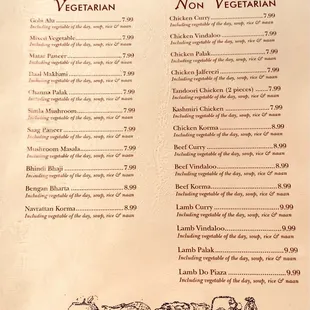 Vegetarian
Gobi Alu 7.99
Including vegetable of the day, soup, rice & naan
Mixed Vegetable 7.99
Including vegetable of the day, soup, rice & naan
Matar Paneer 7.99
Including vegetable of the day, soup, rice & naan
Daal Makhani 7.99
Including vegetable of the day, soup, rice & naan
Channa Palak 7.99
Including vegetable of the day, soup, rice & naan
Simla Mushroom 7.99
Including vegetable of the day, soup, rice & naan
Saag Paneer 7.99
Including vegetable of the day, soup, rice & naan
Mushroom Masala 7.99
Including vegetable of the day, soup, rice & naan
Bhindi Bhaji 7.99
Including vegetable of the day, soup, rice & naan
Bengan Bharta 8.99
Including vegetable of the day, soup, rice & naan
Navrattan Korma 8.99
Including vegetable of the day, soup, rice & naan
Non Vegetarian
Chicken Curry 7.99
Including vegetable of the day, soup, rice & naan
Chicken Vindaloo 7.99
Including vegetable of the day, soup, rice & naan
Chicken Palak 7.99
Including vegetable of the day, soup, rice & naan
Chicken Jalferezi 7.99
Including vegetable of the day, soup, rice & naan
Tandoori Chicken (2 pieces) 7.99
Including vegetable of the day, soup, rice & naan
Kashmiri Chicken 7.99
Including vegetable of the day, soup, rice & naan
Chicken Korma 8.99
Including vegetable of the day, soup, rice & naan
Beef Curry 8.99
Including vegetable of the day, soup, rice & naan
Beef Vindaloo 8.99
Including vegetable of the day, soup, rice & naan
Beef Korma 8.99
Including vegetable of the day, soup, rice & naan
Lamb Curry 9.99
Including vegetable of the day, soup, rice & naan
Lamb Vindaloo 9.99
Including vegetable of the day, soup, rice & naan
Lamb Palak 9.99
Including vegetable of the day, soup, rice & naan
Lamb Do Piaza 9.99
Including vegetable of the day, soup, rice & naan